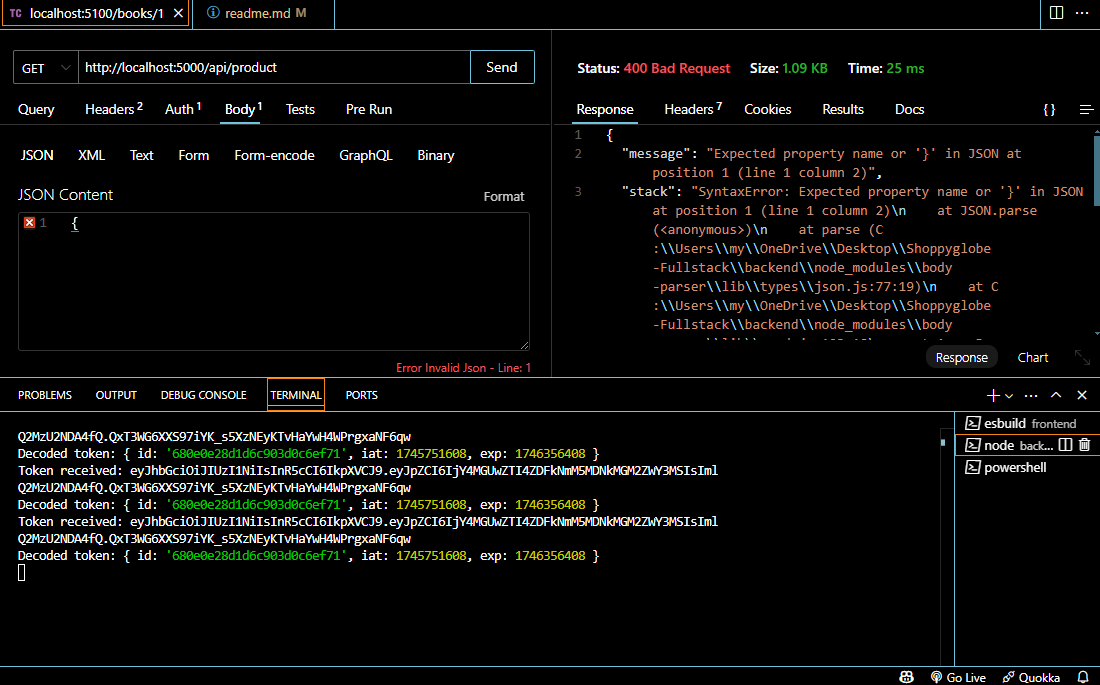 TC localhost:5100/books/1 ✕ readme.md M
GET http://localhost:5000/api/product Send
Query Headers 2 Auth 1 Body 1 Tests Pre Run
JSON XML Text Form Form-encode GraphQL Binary
JSON Content Format
1 {
Error Invalid Json - Line: 1
Status: 400 Bad Request Size: 1.09 KB Time: 25 ms
Response Headers 7 Cookies Results Docs {}
1 {
2 "message": "Expected property name or '}' in JSON at
position 1 (line 1 column 2)",
3 "stack": "SyntaxError: Expected property name or '}' in JSON
at position 1 (line 1 column 2)\n    at JSON.parse
(<anonymous>)\n    at parse (C
:\\Users\\my\\OneDrive\\Desktop\\Shoppyglobe
-Fullstack\\backend\\node_modules\\body
-parser\\lib\\types\\json.js:77:19)\n    at C
:\\Users\\my\\OneDrive\\Desktop\\Shoppyglobe
-Fullstack\\backend\\node_modules\\body
Response Chart
PROBLEMS OUTPUT DEBUG CONSOLE TERMINAL PORTS
Q2MzU2NDA4fQ.QxT3WG6XXS97iYK_s5XzNEyKTvHaYwH4WPrgxaNF6qw
Decoded token: { id: '680e0e28d1d6c903d0c6ef71', iat: 1745751608, exp: 1746356408 }
Token received: eyJhbGciOiJIUzI1NiIsInR5cCI6IkpXVCJ9.eyJpZCI6IjY4MGUwZTI4ZDFkNmM5MDNkMGM2ZWY3MSIsIml
Q2MzU2NDA4fQ.QxT3WG6XXS97iYK_s5XzNEyKTvHaYwH4WPrgxaNF6qw
Decoded token: { id: '680e0e28d1d6c903d0c6ef71', iat: 1745751608, exp: 1746356408 }
Token received: eyJhbGciOiJIUzI1NiIsInR5cCI6IkpXVCJ9.eyJpZCI6IjY4MGUwZTI4ZDFkNmM5MDNkMGM2ZWY3MSIsIml
Q2MzU2NDA4fQ.QxT3WG6XXS97iYK_s5XzNEyKTvHaYwH4WPrgxaNF6qw
Decoded token: { id: '680e0e28d1d6c903d0c6ef71', iat: 1745751608, exp: 1746356408 }
esbuild frontend
node back...
powershell
Go Live Quokka